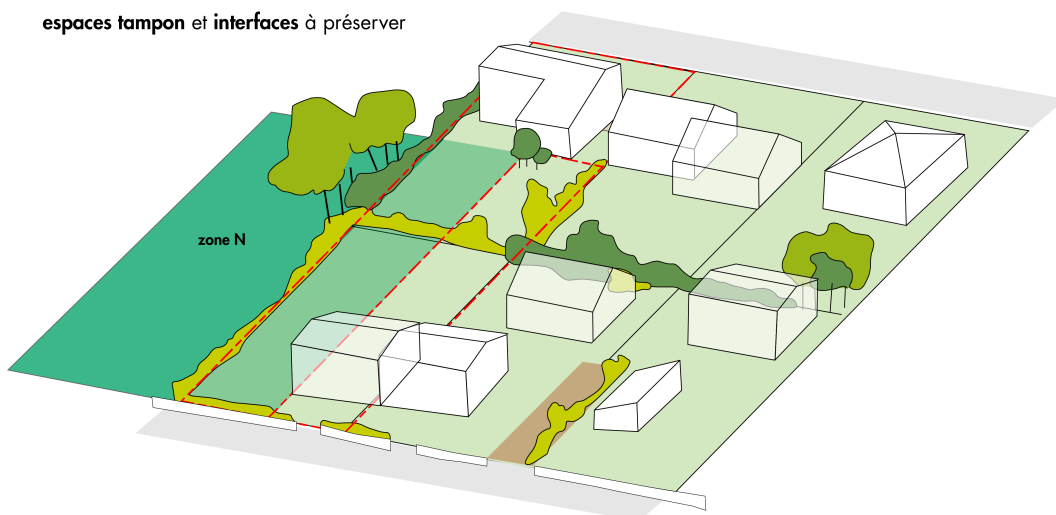 espaces tampon et interfaces à préserver
zone N